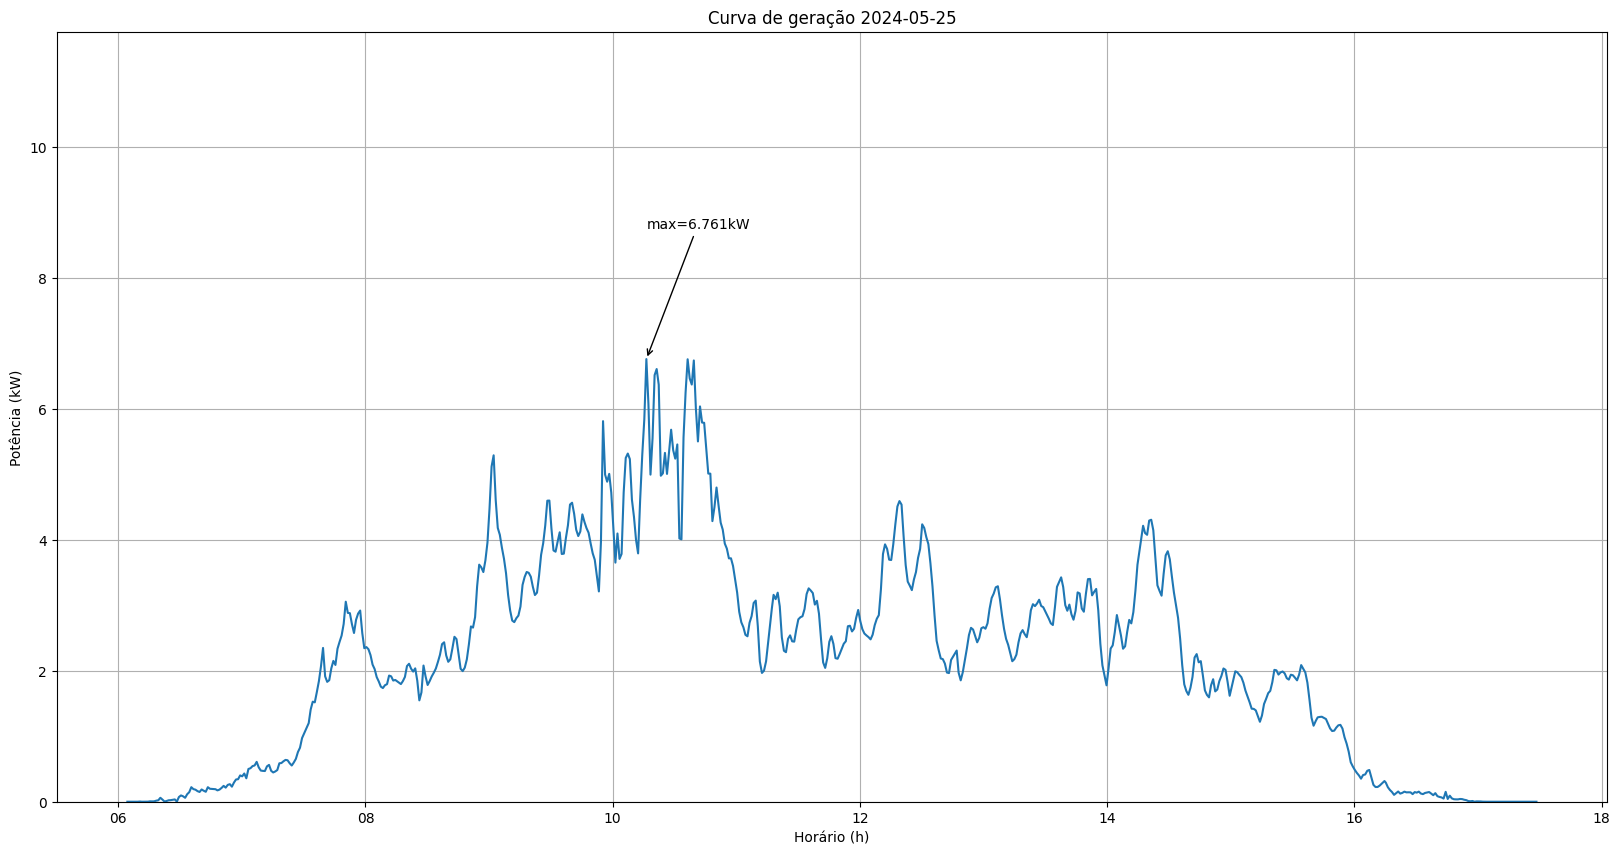 Curva de geração 2024-05-25
10
8
6
4
2
0
max=6.761kW
Potência (kW)
06 08 10 12 14 16 18
Horário (h)